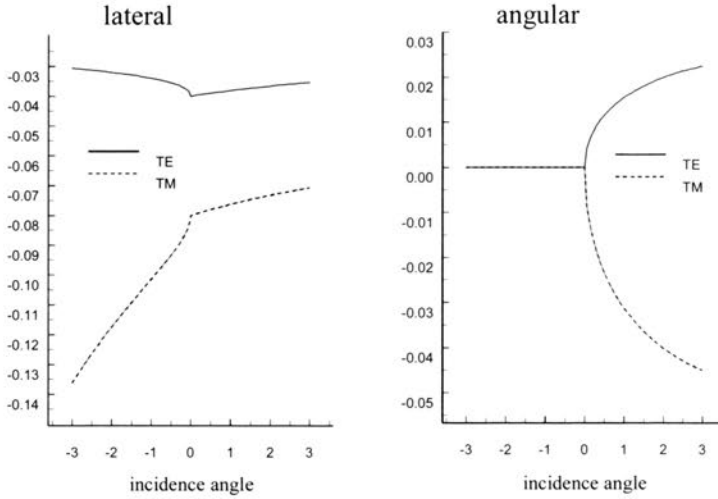 lateral
-0.03
-0.04
-0.05
-0.06
-0.07
-0.08
-0.09
-0.10
-0.11
-0.12
-0.13
-0.14
TE
TM
-3 -2 -1 0 1 2 3
incidence angle
angular
0.03
0.02
0.01
0.00
-0.01
-0.02
-0.03
-0.04
-0.05
TE
TM
-3 -2 -1 0 1 2 3
incidence angle